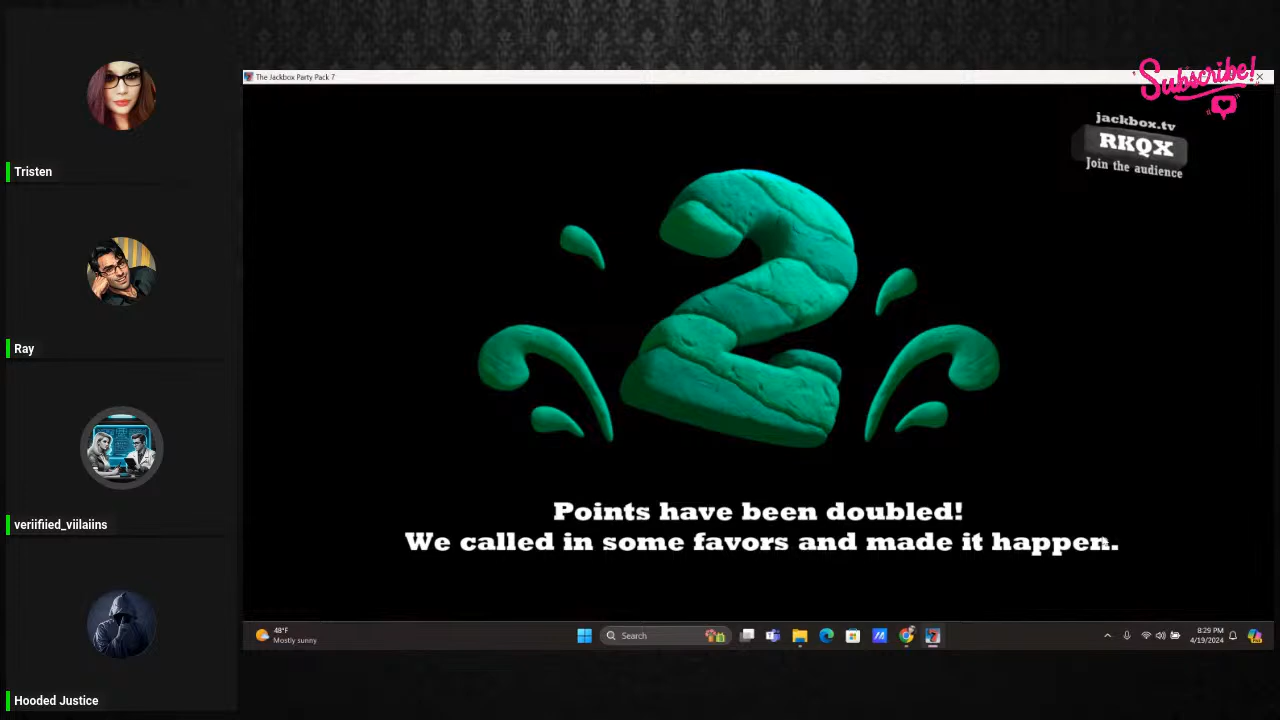 Tristen
Ray
veriifiied_viilaiins
Hooded Justice
The Jackbox Party Pack 7
Subscribe!
jackbox.tv
RKQX
Join the audience
2
Points have been doubled!
We called in some favors and made it happen.
48°F
Mostly sunny
Search
8:29 PM
4/19/2024